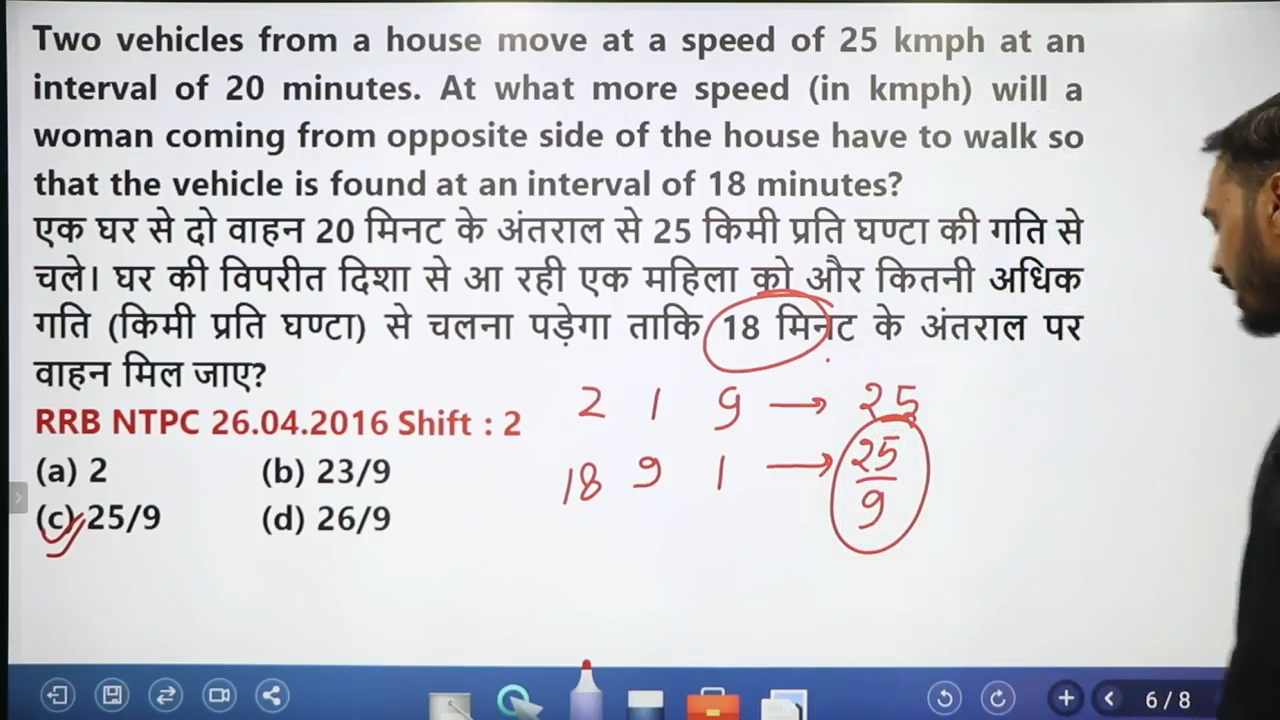 Two vehicles from a house move at a speed of 25 kmph at an
interval of 20 minutes. At what more speed (in kmph) will a
woman coming from opposite side of the house have to walk so
that the vehicle is found at an interval of 18 minutes?
एक घर से दो वाहन 20 मिनट के अंतराल से 25 किमी प्रति घण्टा की गति से
चले। घर की विपरीत दिशा से आ रही एक महिला को और कितनी अधिक
गति (किमी प्रति घण्टा) से चलना पड़ेगा ताकि 18 मिनट के अंतराल पर
वाहन मिल जाए?
RRB NTPC 26.04.2016 Shift : 2
(a) 2 (b) 23/9
(c) 25/9 (d) 26/9
2 1 9 → 25
18 9 1 → 25/9
6 / 8